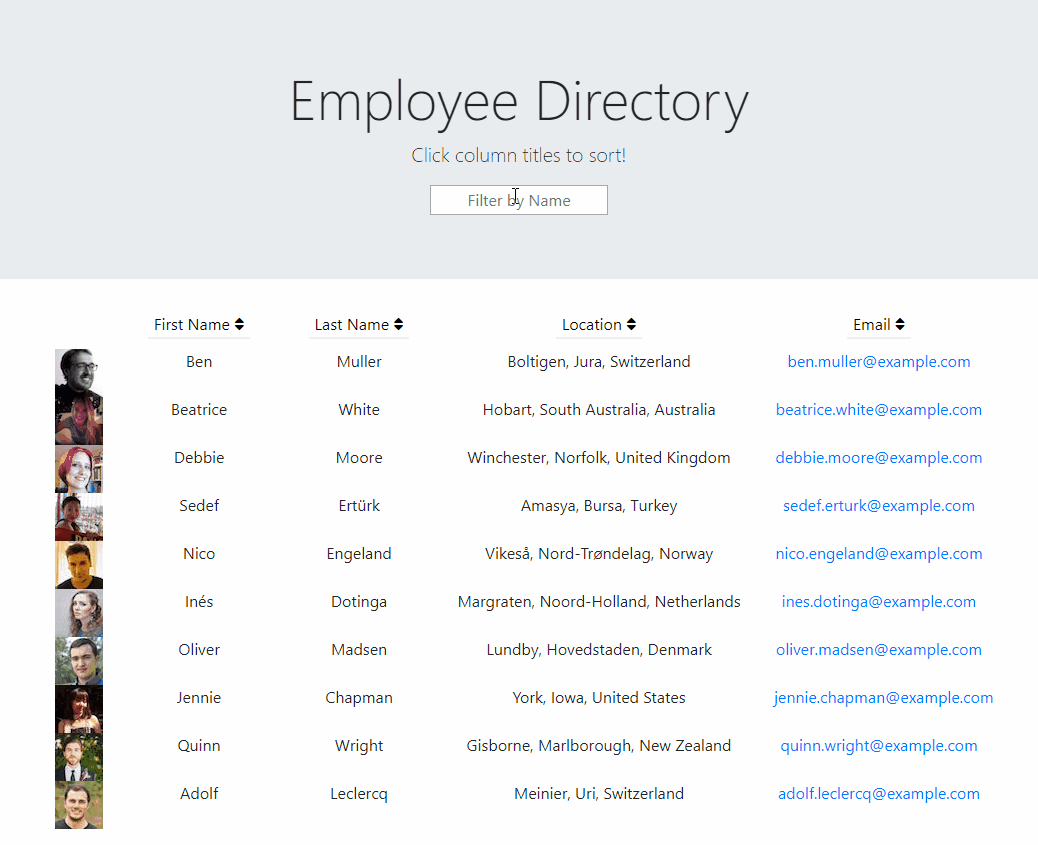 Employee Directory
Click column titles to sort!
Filter by Name
First Name Last Name Location Email
Ben Muller Boltigen, Jura, Switzerland ben.muller@example.com
Beatrice White Hobart, South Australia, Australia beatrice.white@example.com
Debbie Moore Winchester, Norfolk, United Kingdom debbie.moore@example.com
Sedef Ertürk Amasya, Bursa, Turkey sedef.erturk@example.com
Nico Engeland Vikeså, Nord-Trøndelag, Norway nico.engeland@example.com
Inés Dotinga Margraten, Noord-Holland, Netherlands ines.dotinga@example.com
Oliver Madsen Lundby, Hovedstaden, Denmark oliver.madsen@example.com
Jennie Chapman York, Iowa, United States jennie.chapman@example.com
Quinn Wright Gisborne, Marlborough, New Zealand quinn.wright@example.com
Adolf Leclercq Meinier, Uri, Switzerland adolf.leclercq@example.com